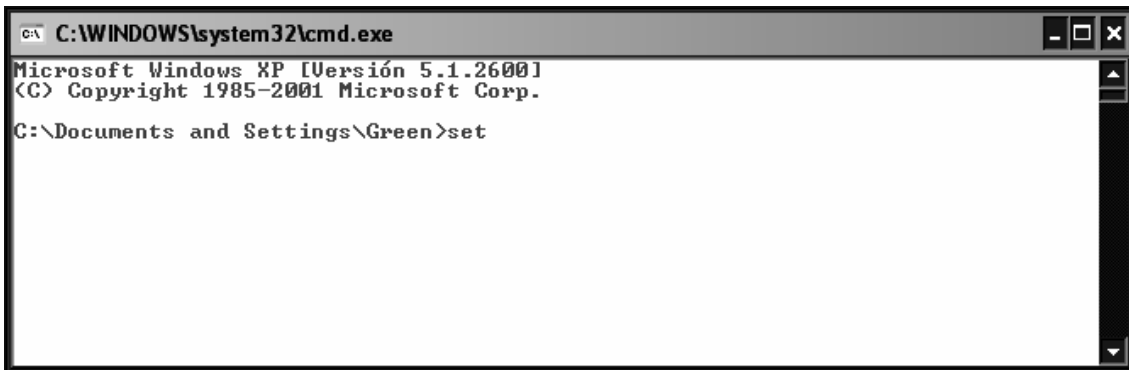 C:\WINDOWS\system32\cmd.exe
Microsoft Windows XP [Versión 5.1.2600]
(C) Copyright 1985-2001 Microsoft Corp.
C:\Documents and Settings\Green>set